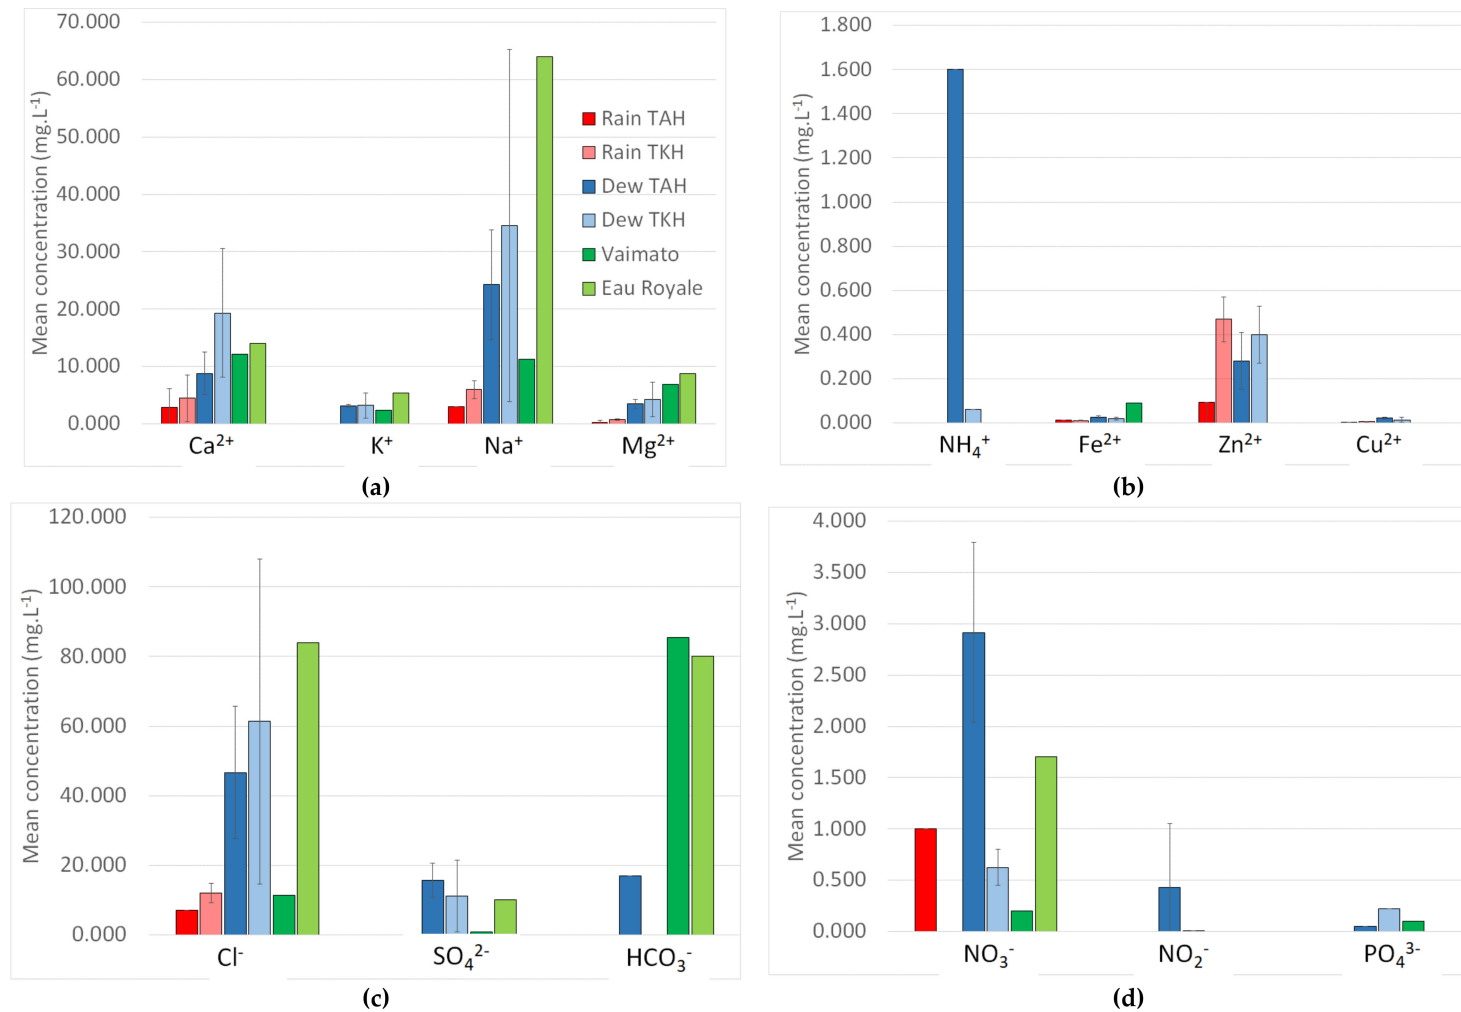 70.000
60.000
50.000
40.000
30.000
20.000
10.000
0.000
Mean concentration (mg.L⁻¹)
Rain TAH
Rain TKH
Dew TAH
Dew TKH
Vaimato
Eau Royale
Ca²⁺ K⁺ Na⁺ Mg²⁺
(a)
1.800
1.600
1.400
1.200
1.000
0.800
0.600
0.400
0.200
0.000
Mean concentration (mg.L⁻¹)
NH₄⁺ Fe²⁺ Zn²⁺ Cu²⁺
(b)
120.000
100.000
80.000
60.000
40.000
20.000
0.000
Mean concentration (mg.L⁻¹)
Cl⁻ SO₄²⁻ HCO₃⁻
(c)
4.000
3.500
3.000
2.500
2.000
1.500
1.000
0.500
0.000
Mean concentration (mg.L⁻¹)
NO₃⁻ NO₂⁻ PO₄³⁻
(d)